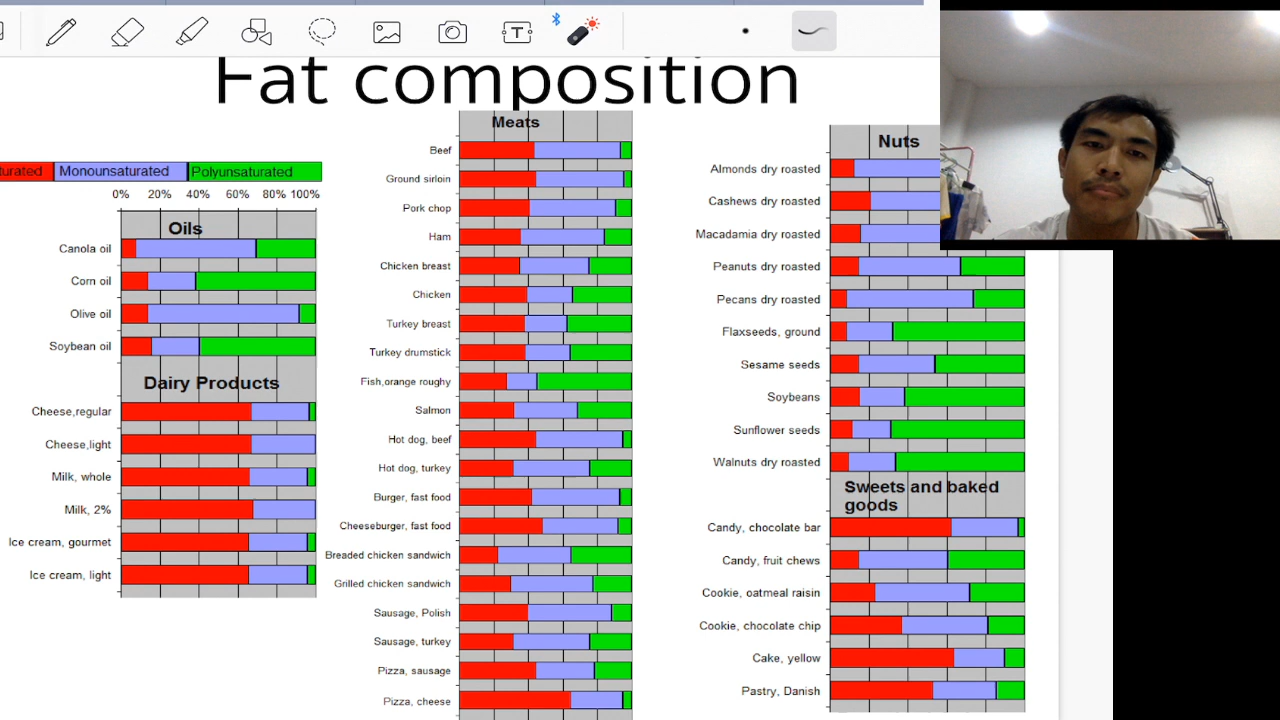 T
Fat composition
Monounsaturated
Polyunsaturated
0% 20% 40% 60% 80% 100%
Oils
Canola oil
Corn oil
Olive oil
Soybean oil
Dairy Products
Cheese,regular
Cheese,light
Milk, whole
Milk, 2%
Ice cream, gourmet
Ice cream, light
Meats
Beef
Ground sirloin
Pork chop
Ham
Chicken breast
Chicken
Turkey breast
Turkey drumstick
Fish,orange roughy
Salmon
Hot dog, beef
Hot dog, turkey
Burger, fast food
Cheeseburger, fast food
Breaded chicken sandwich
Grilled chicken sandwich
Sausage, Polish
Sausage, turkey
Pizza, sausage
Pizza, cheese
Nuts
Almonds dry roasted
Cashews dry roasted
Macadamia dry roasted
Peanuts dry roasted
Pecans dry roasted
Flaxseeds, ground
Sesame seeds
Soybeans
Sunflower seeds
Walnuts dry roasted
Sweets and baked
goods
Candy, chocolate bar
Candy, fruit chews
Cookie, oatmeal raisin
Cookie, chocolate chip
Cake, yellow
Pastry, Danish